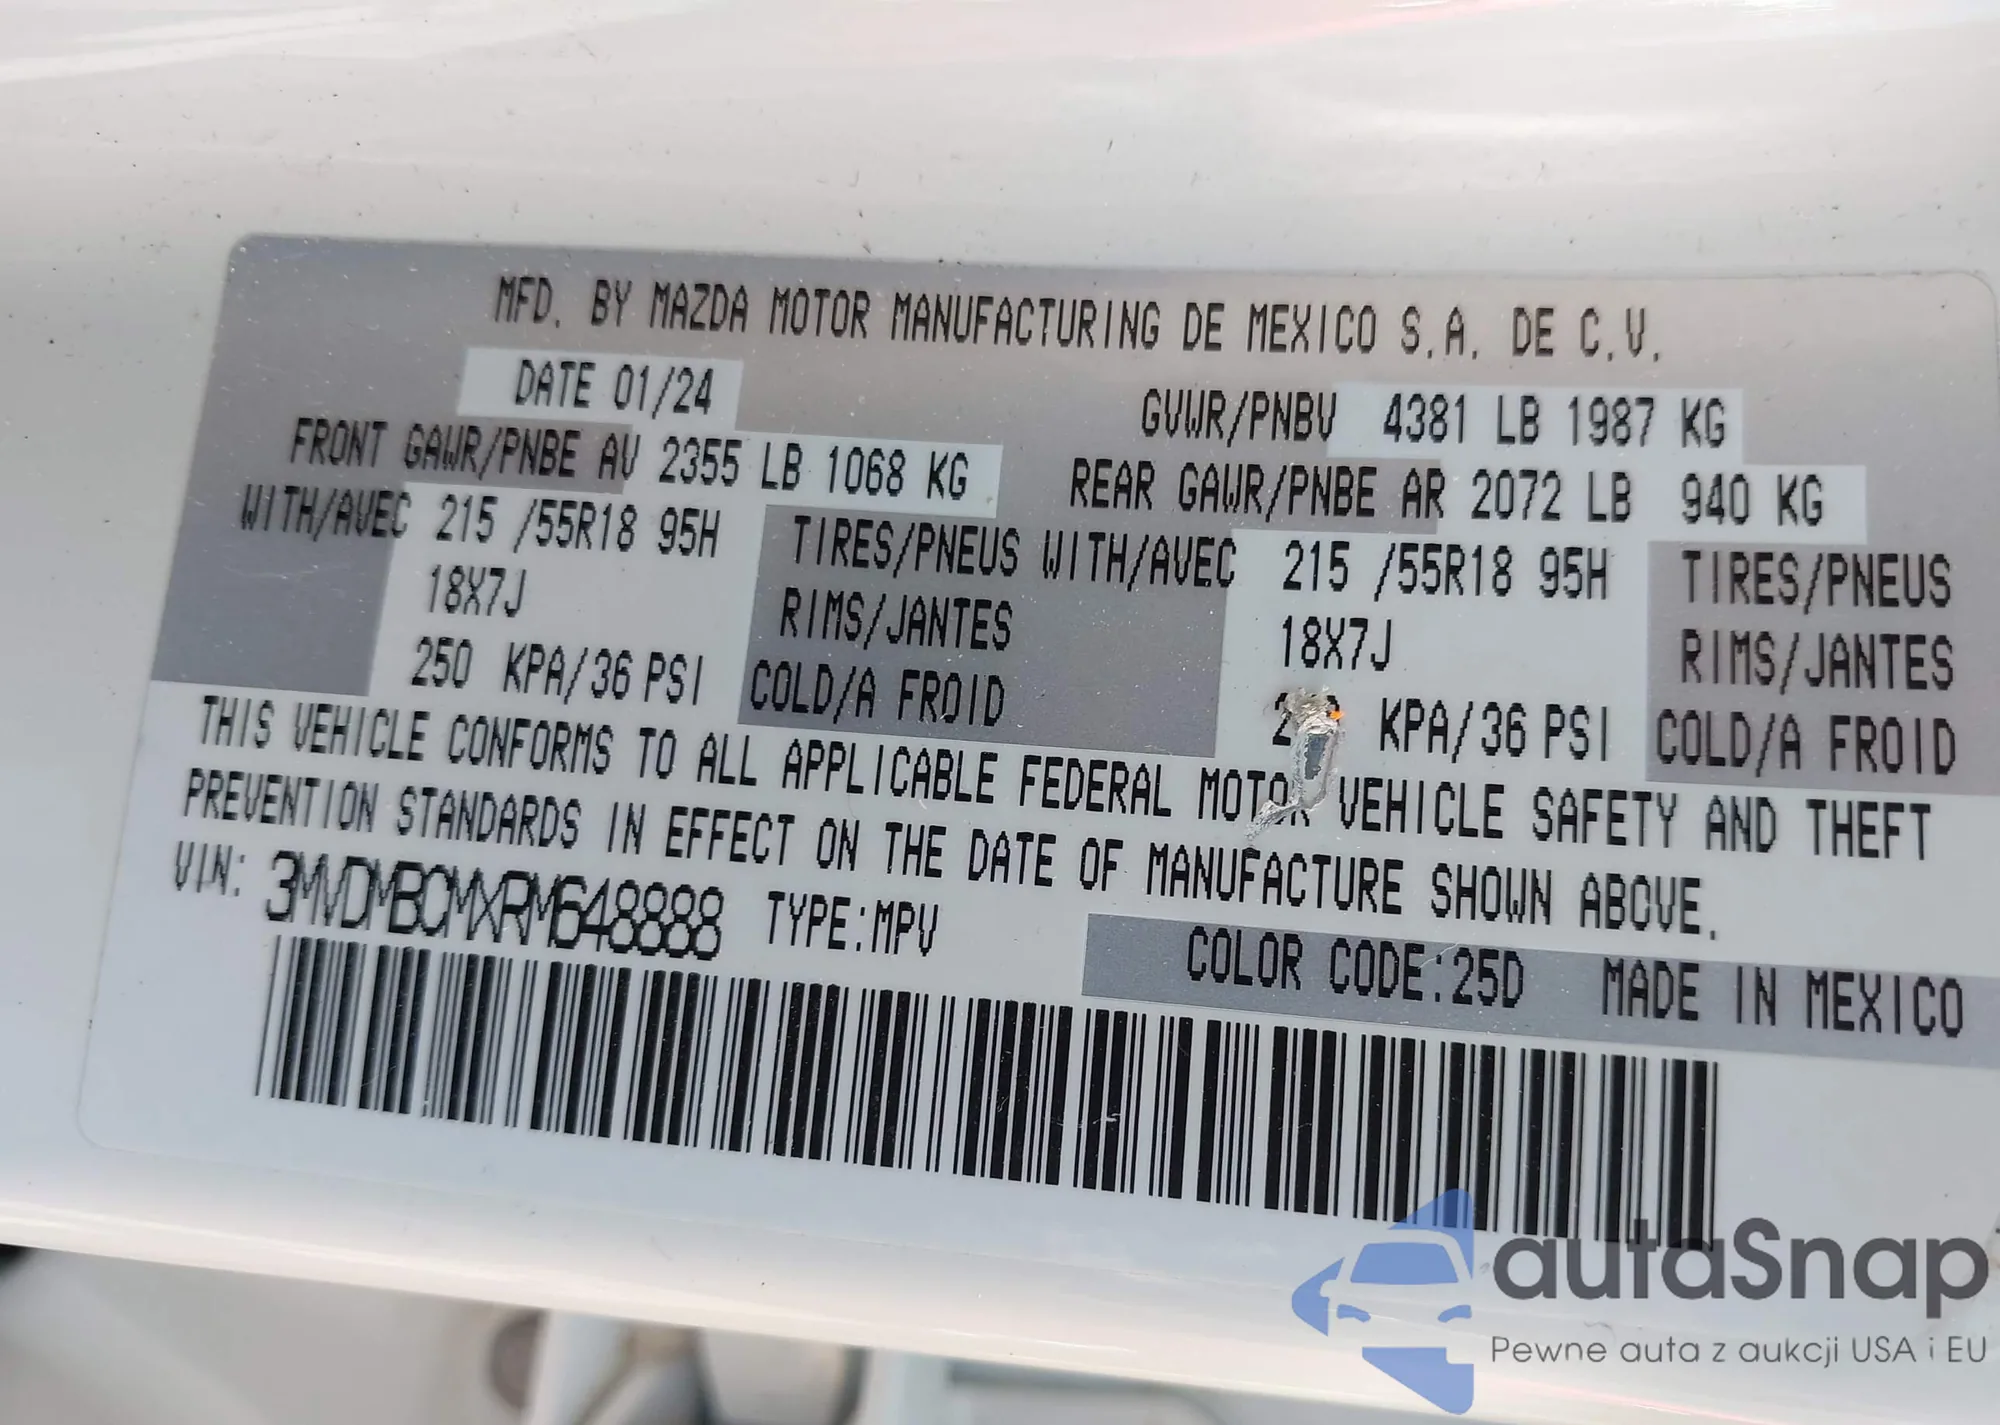 MFD. BY MAZDA MOTOR MANUFACTURING DE MEXICO S.A. DE C.V.
DATE 01/24 GVWR/PNBV 4381 LB 1987 KG
FRONT GAWR/PNBE AV 2355 LB 1068 KG REAR GAWR/PNBE AR 2072 LB 940 KG
WITH/AVEC 215 /55R18 95H TIRES/PNEUS WITH/AVEC 215 /55R18 95H TIRES/PNEUS
18X7J RIMS/JANTES 18X7J RIMS/JANTES
250 KPA/36 PSI COLD/A FROID KPA/36 PSI COLD/A FROID
THIS VEHICLE CONFORMS TO ALL APPLICABLE FEDERAL MOTOR VEHICLE SAFETY AND THEFT
PREVENTION STANDARDS IN EFFECT ON THE DATE OF MANUFACTURE SHOWN ABOVE.
VIN: 3MVDMBCMXRM648888 TYPE:MPV
COLOR CODE:25D MADE IN MEXICO
autaSnap
Pewne auta z aukcji USA i EU